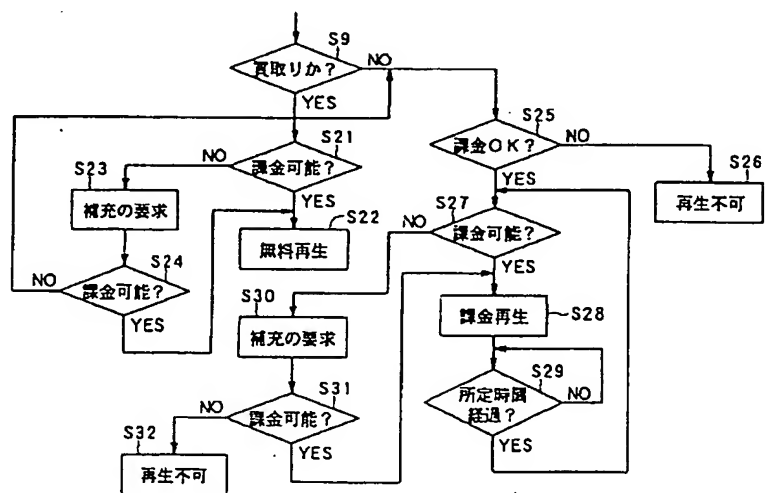 S9
買取りか?
NO
YES
S25
課金OK?
NO
YES
S21
課金可能?
NO
YES
S26
再生不可
S23
補充の要求
S22
無料再生
S27
課金可能?
YES
S24
NO
課金可能?
YES
S30
補充の要求
課金再生
S28
S29
所定時間
経過?
NO
YES
S31
NO
課金可能?
YES
S32
再生不可